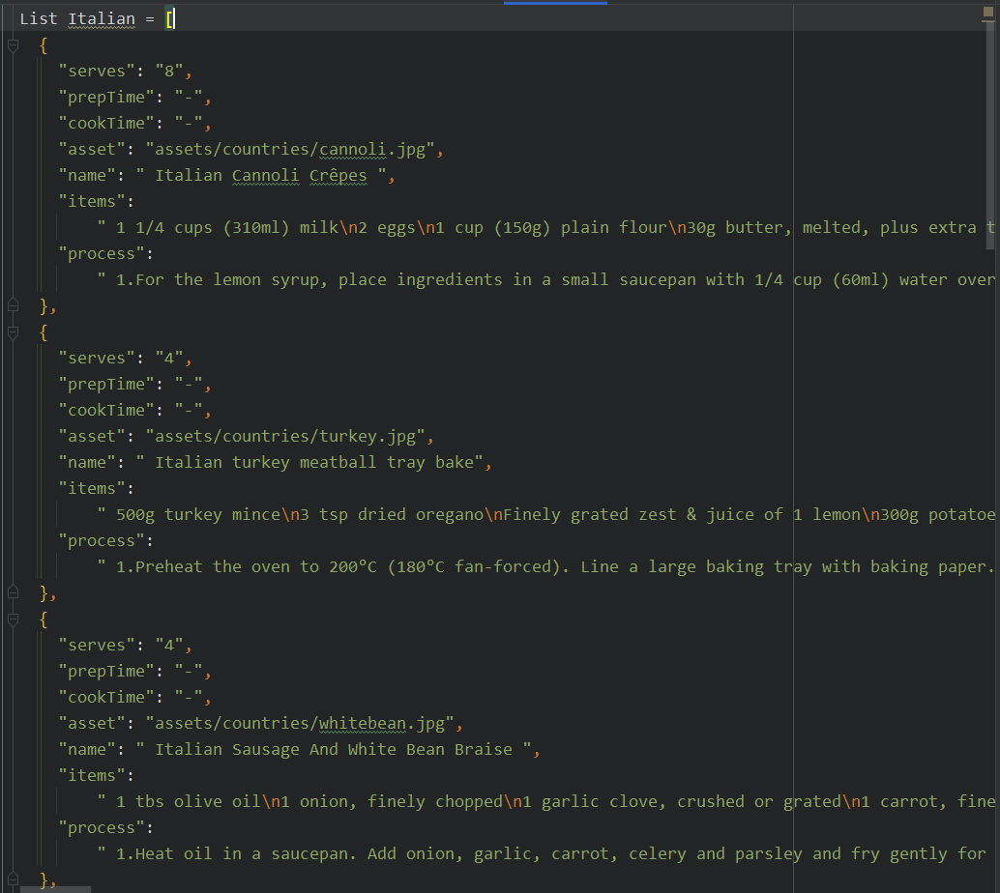 List Italian = [
{
"serves": "8",
"prepTime": "-",
"cookTime": "-",
"asset": "assets/countries/cannoli.jpg",
"name": " Italian Cannoli Crêpes ",
"items":
" 1 1/4 cups (310ml) milk\n2 eggs\n1 cup (150g) plain flour\n30g butter, melted, plus extra t
"process":
" 1.For the lemon syrup, place ingredients in a small saucepan with 1/4 cup (60ml) water over
},
{
"serves": "4",
"prepTime": "-",
"cookTime": "-",
"asset": "assets/countries/turkey.jpg",
"name": " Italian turkey meatball tray bake",
"items":
" 500g turkey mince\n3 tsp dried oregano\nFinely grated zest & juice of 1 lemon\n300g potatoe
"process":
" 1.Preheat the oven to 200°C (180°C fan-forced). Line a large baking tray with baking paper.
},
{
"serves": "4",
"prepTime": "-",
"cookTime": "-",
"asset": "assets/countries/whitebean.jpg",
"name": " Italian Sausage And White Bean Braise ",
"items":
" 1 tbs olive oil\n1 onion, finely chopped\n1 garlic clove, crushed or grated\n1 carrot, fine
"process":
" 1.Heat oil in a saucepan. Add onion, garlic, carrot, celery and parsley and fry gently for
},